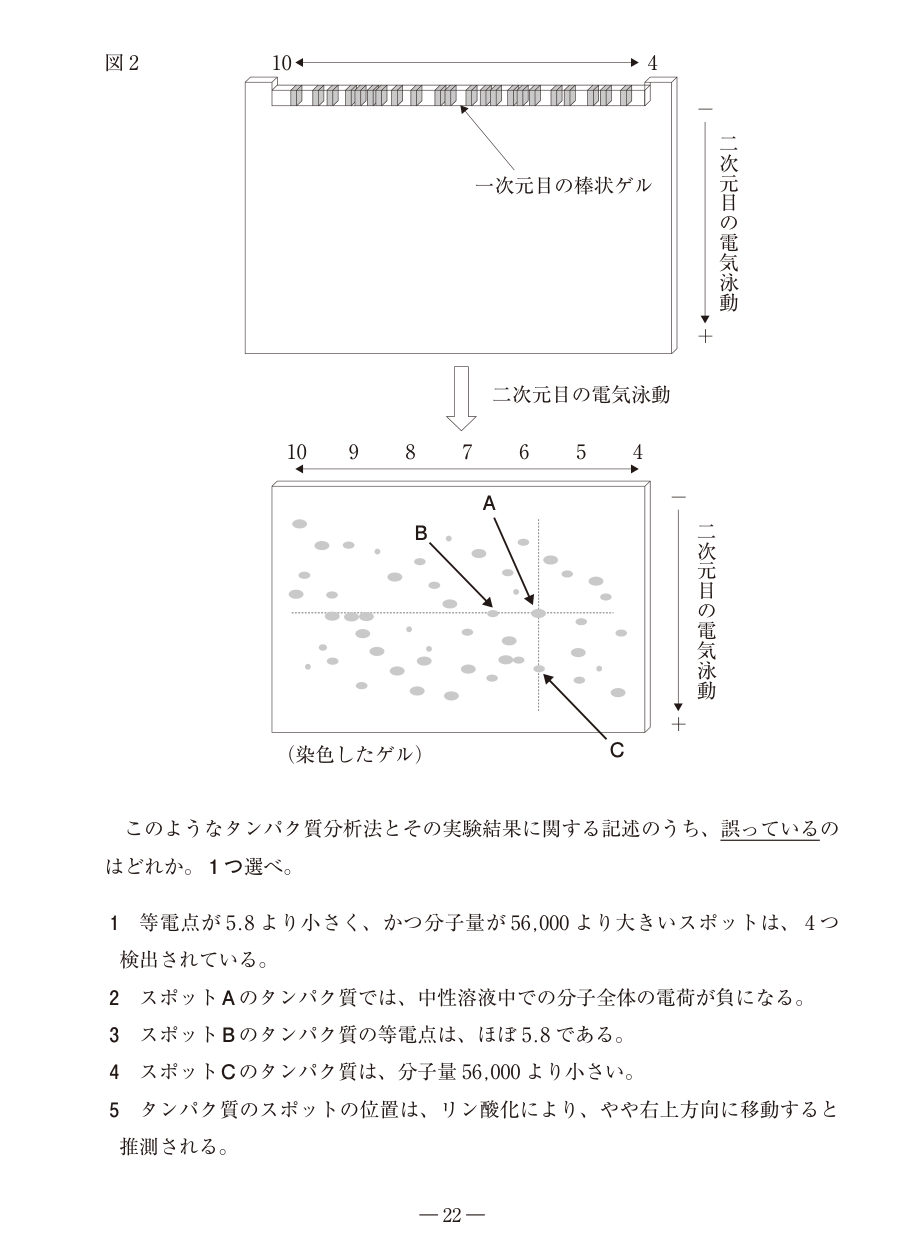 図2
10 4
−
一次元目の棒状ゲル
二次元目の電気泳動
+
二次元目の電気泳動
10 9 8 7 6 5 4
−
A
B
二次元目の電気泳動
+
C
(染色したゲル)
このようなタンパク質分析法とその実験結果に関する記述のうち、誤っているの
はどれか。1つ選べ。
1 等電点が5.8より小さく、かつ分子量が56,000より大きいスポットは、4つ
検出されている。
2 スポットAのタンパク質では、中性溶液中での分子全体の電荷が負になる。
3 スポットBのタンパク質の等電点は、ほぼ5.8である。
4 スポットCのタンパク質は、分子量56,000より小さい。
5 タンパク質のスポットの位置は、リン酸化により、やや右上方向に移動すると
推測される。
― 22 ―